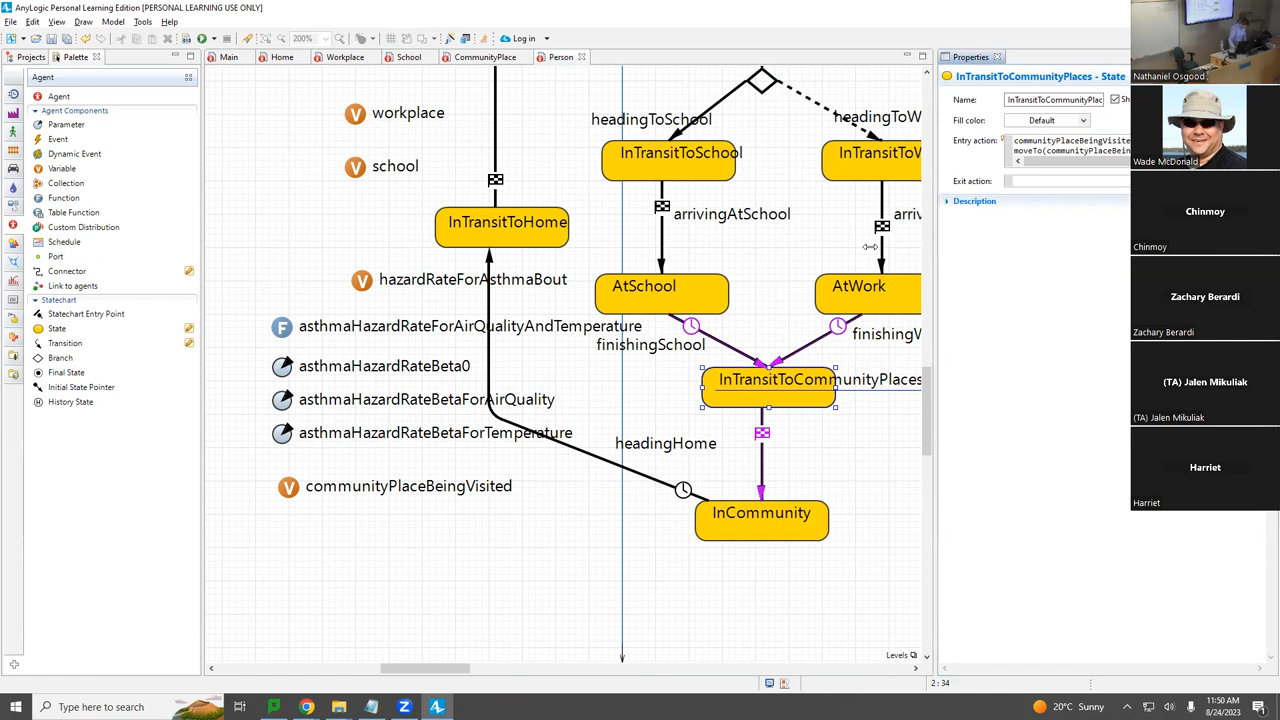 AnyLogic Personal Learning Edition [PERSONAL LEARNING USE ONLY]
File Edit View Draw Model Tools Help
200%
Log in
Projects Palette
Main Home Workplace School CommunityPlace Person
Properties
Agent
Agent
Agent Components
Parameter
Event
Dynamic Event
Variable
Collection
Function
Table Function
Custom Distribution
Schedule
Port
Connector
Link to agents
Statechart
Statechart Entry Point
State
Transition
Branch
Final State
Initial State Pointer
History State
V workplace
V school
headingToSchool
headingToW
InTransitToSchool
InTransitToV
InTransitToHome
arrivingAtSchool
arriv
V hazardRateForAsthmaBout
AtSchool
AtWork
F asthmaHazardRateForAirQualityAndTemperature
finishingSchool
finishingW
asthmaHazardRateBeta0
InTransitToCommunityPlaces
asthmaHazardRateBetaForAirQuality
asthmaHazardRateBetaForTemperature
headingHome
V communityPlaceBeingVisited
InCommunity
Levels
InTransitToCommunityPlaces - State
Name: InTransitToCommunityPlac Sh
Fill color: Default
Entry action: communityPlaceBeingVisite
moveTo(communityPlaceBein
Exit action:
Description
2 : 34
Nathaniel Osgood
Wade McDonald
Chinmoy
Chinmoy
Zachary Berardi
Zachary Berardi
(TA) Jalen Mikuliak
(TA) Jalen Mikuliak
Harriet
Harriet
Type here to search
20°C Sunny
11:50 AM
8/24/2023
1